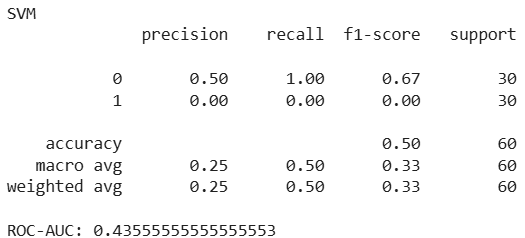 SVM
precision recall f1-score support
0 0.50 1.00 0.67 30
1 0.00 0.00 0.00 30
accuracy 0.50 60
macro avg 0.25 0.50 0.33 60
weighted avg 0.25 0.50 0.33 60
ROC-AUC: 0.43555555555555553